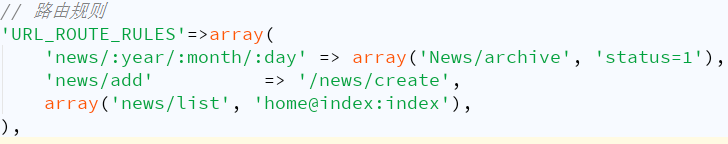 // 路由规则
'URL_ROUTE_RULES'=>array(
    'news/:year/:month/:day' => array('News/archive', 'status=1'),
    'news/add'          => '/news/create',
    array('news/list', 'home@index:index'),
),